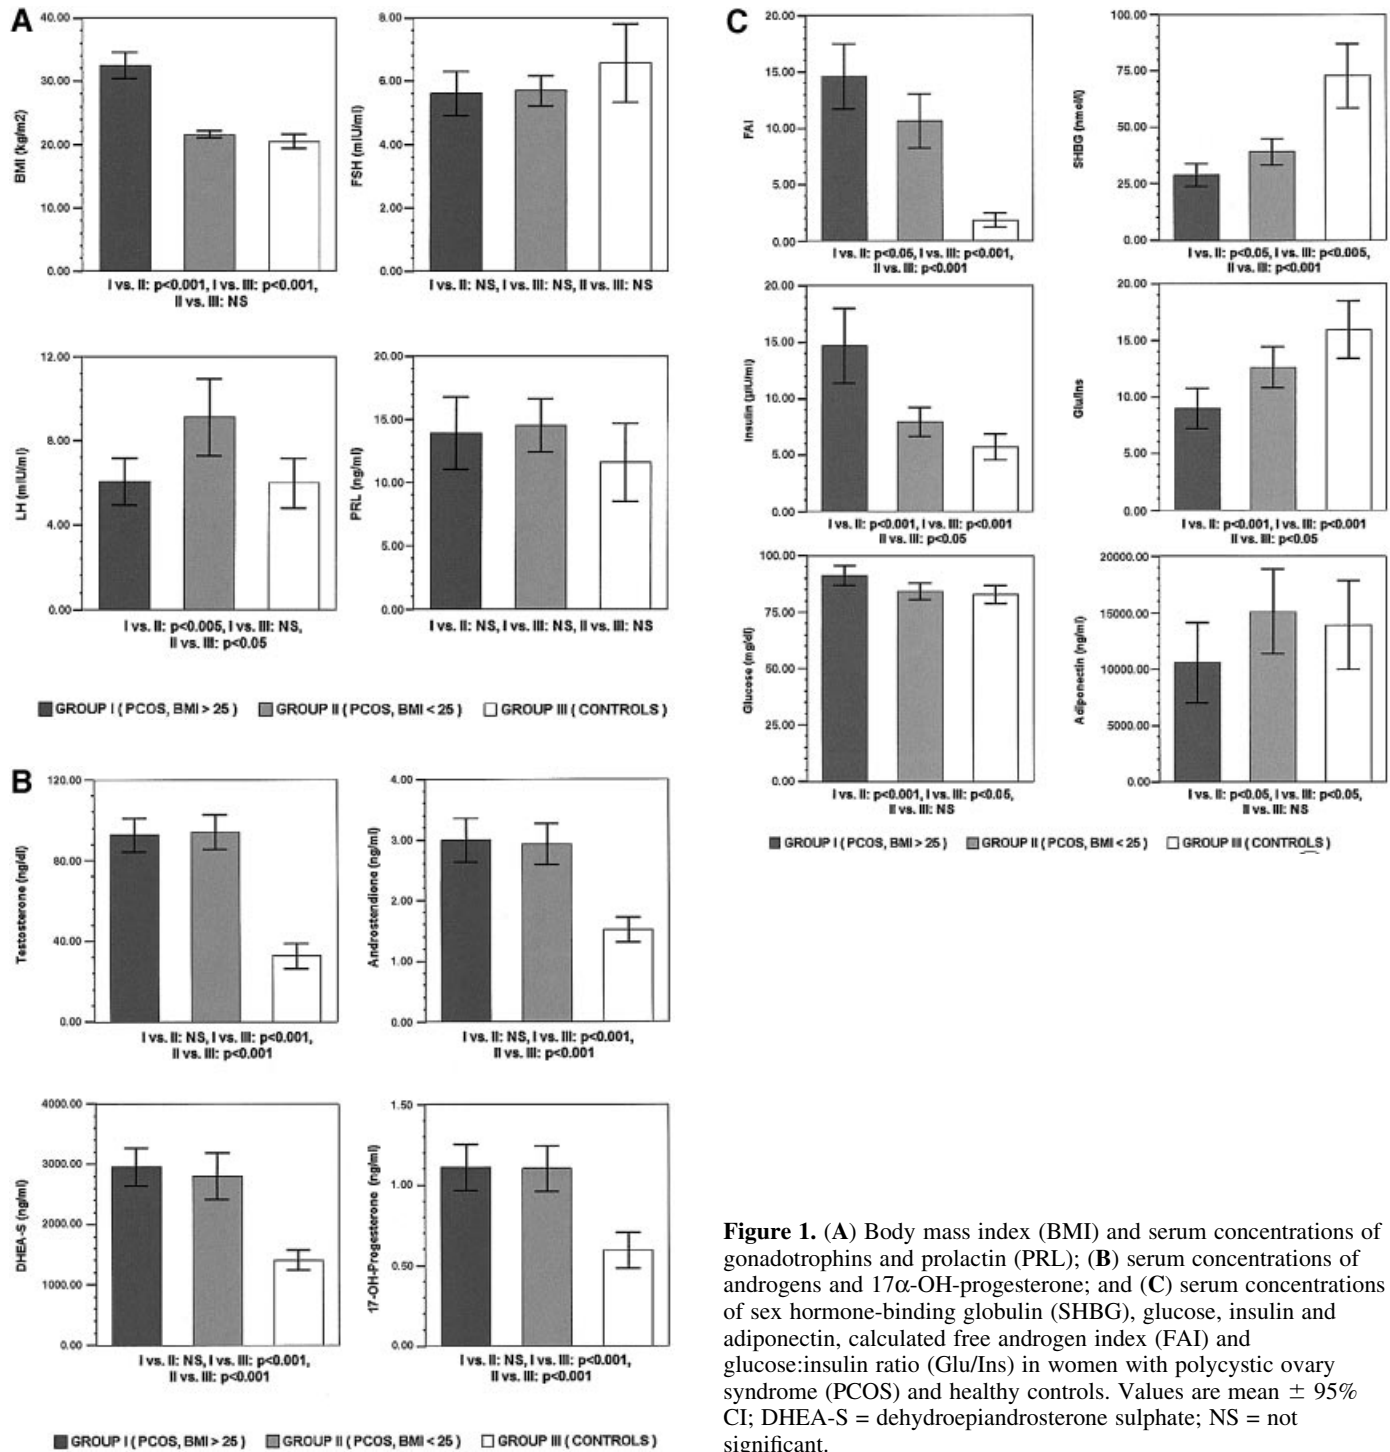 A
40.00
30.00
20.00
10.00
0.00
BMI (kg/m2)
I vs. II: p<0.001, I vs. III: p<0.001,
II vs. III: NS
8.00
6.00
4.00
2.00
0.00
FSH (mIU/ml)
I vs. II: NS, I vs. III: NS, II vs. III: NS
12.00
8.00
4.00
0.00
LH (mIU/ml)
I vs. II: p<0.005, I vs. III: NS,
II vs. III: p<0.05
20.00
15.00
10.00
5.00
0.00
PRL (ng/ml)
I vs. II: NS, I vs. III: NS, II vs. III: NS
GROUP I ( PCOS, BMI > 25 ) GROUP II ( PCOS, BMI < 25 ) GROUP III ( CONTROLS )
B
120.00
80.00
40.00
0.00
Testosterone (ng/dl)
I vs. II: NS, I vs. III: p<0.001,
II vs. III: p<0.001
4.00
3.00
2.00
1.00
0.00
Androstendione (ng/ml)
I vs. II: NS, I vs. III: p<0.001,
II vs. III: p<0.001
4000.00
3000.00
2000.00
1000.00
0.00
DHEA-S (ng/ml)
I vs. II: NS, I vs. III: p<0.001,
II vs. III: p<0.001
1.50
1.00
0.50
0.00
17-OH-Progesterone (ng/ml)
I vs. II: NS, I vs. III: p<0.001,
II vs. III: p<0.001
GROUP I ( PCOS, BMI > 25 ) GROUP II ( PCOS, BMI < 25 ) GROUP III ( CONTROLS )
C
20.00
15.00
10.00
5.00
0.00
FAI
I vs. II: p<0.05, I vs. III: p<0.001,
II vs. III: p<0.001
100.00
75.00
50.00
25.00
0.00
SHBG (nmol/l)
I vs. II: p<0.05, I vs. III: p<0.005,
II vs. III: p<0.001
20.00
15.00
10.00
5.00
0.00
Insulin (µIU/ml)
I vs. II: p<0.001, I vs. III: p<0.001
II vs. III: p<0.05
20.00
15.00
10.00
5.00
0.00
Glu/Ins
I vs. II: p<0.001, I vs. III: p<0.001
II vs. III: p<0.05
100.00
75.00
50.00
25.00
0.00
Glucose (mg/dl)
I vs. II: p<0.001, I vs. III: p<0.05,
II vs. III: NS
20000.00
15000.00
10000.00
5000.00
0.00
Adiponectin (ng/ml)
I vs. II: p<0.05, I vs. III: p<0.05,
II vs. III: NS
GROUP I ( PCOS, BMI > 25 ) GROUP II ( PCOS, BMI < 25 ) GROUP III ( CONTROLS )
Figure 1. (A) Body mass index (BMI) and serum concentrations of
gonadotrophins and prolactin (PRL); (B) serum concentrations of
androgens and 17α-OH-progesterone; and (C) serum concentrations
of sex hormone-binding globulin (SHBG), glucose, insulin and
adiponectin, calculated free androgen index (FAI) and
glucose:insulin ratio (Glu/Ins) in women with polycystic ovary
syndrome (PCOS) and healthy controls. Values are mean ± 95%
CI; DHEA-S = dehydroepiandrosterone sulphate; NS = not
significant.